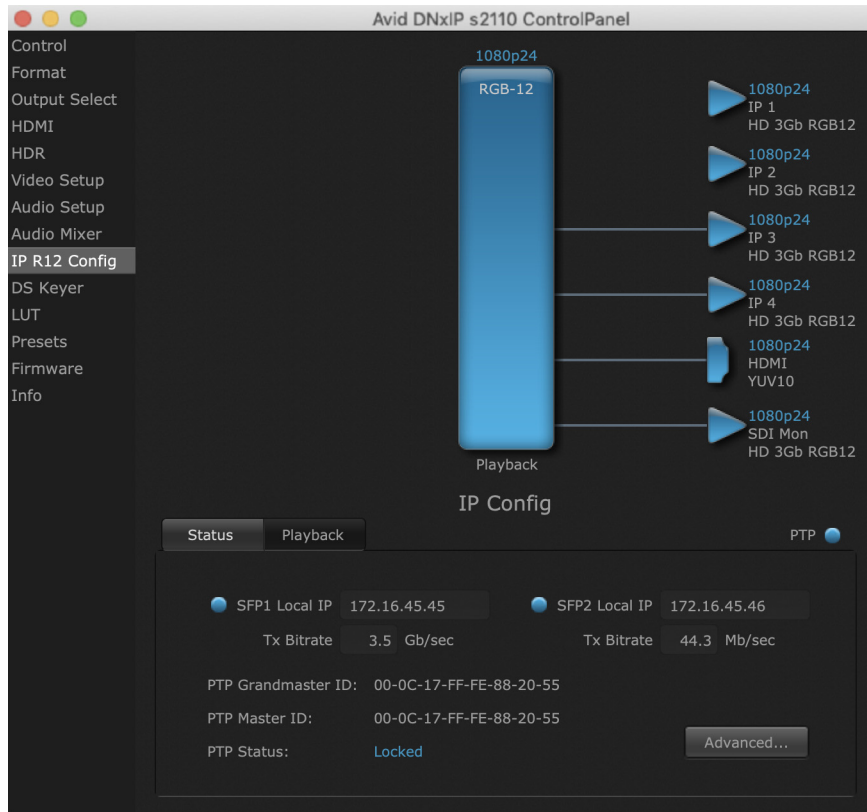 Avid DNxIP s2110 ControlPanel
Control
Format
Output Select
HDMI
HDR
Video Setup
Audio Setup
Audio Mixer
IP R12 Config
DS Keyer
LUT
Presets
Firmware
Info
1080p24
RGB-12
Playback
1080p24
IP 1
HD 3Gb RGB12
1080p24
IP 2
HD 3Gb RGB12
1080p24
IP 3
HD 3Gb RGB12
1080p24
IP 4
HD 3Gb RGB12
1080p24
HDMI
YUV10
1080p24
SDI Mon
HD 3Gb RGB12
IP Config
Status Playback PTP
SFP1 Local IP 172.16.45.45 SFP2 Local IP 172.16.45.46
Tx Bitrate 3.5 Gb/sec Tx Bitrate 44.3 Mb/sec
PTP Grandmaster ID: 00-0C-17-FF-FE-88-20-55
PTP Master ID: 00-0C-17-FF-FE-88-20-55
PTP Status: Locked
Advanced...